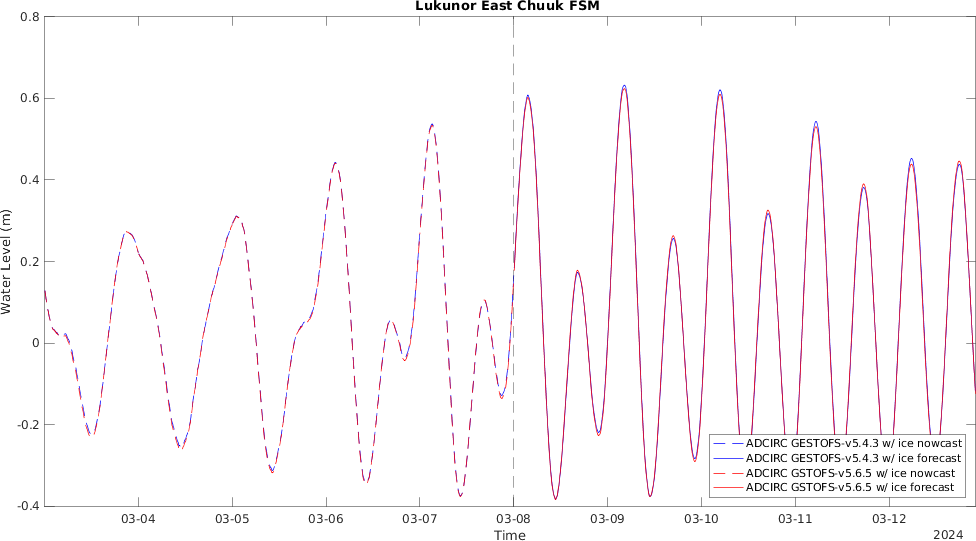 Lukunor East Chuuk FSM
0.8
0.6
0.4
0.2
0
-0.2
-0.4
Water Level (m)
ADCIRC GESTOFS-v5.4.3 w/ ice nowcast
ADCIRC GESTOFS-v5.4.3 w/ ice forecast
ADCIRC GSTOFS-v5.6.5 w/ ice nowcast
ADCIRC GSTOFS-v5.6.5 w/ ice forecast
03-04 03-05 03-06 03-07 03-08 03-09 03-10 03-11 03-12
Time
2024